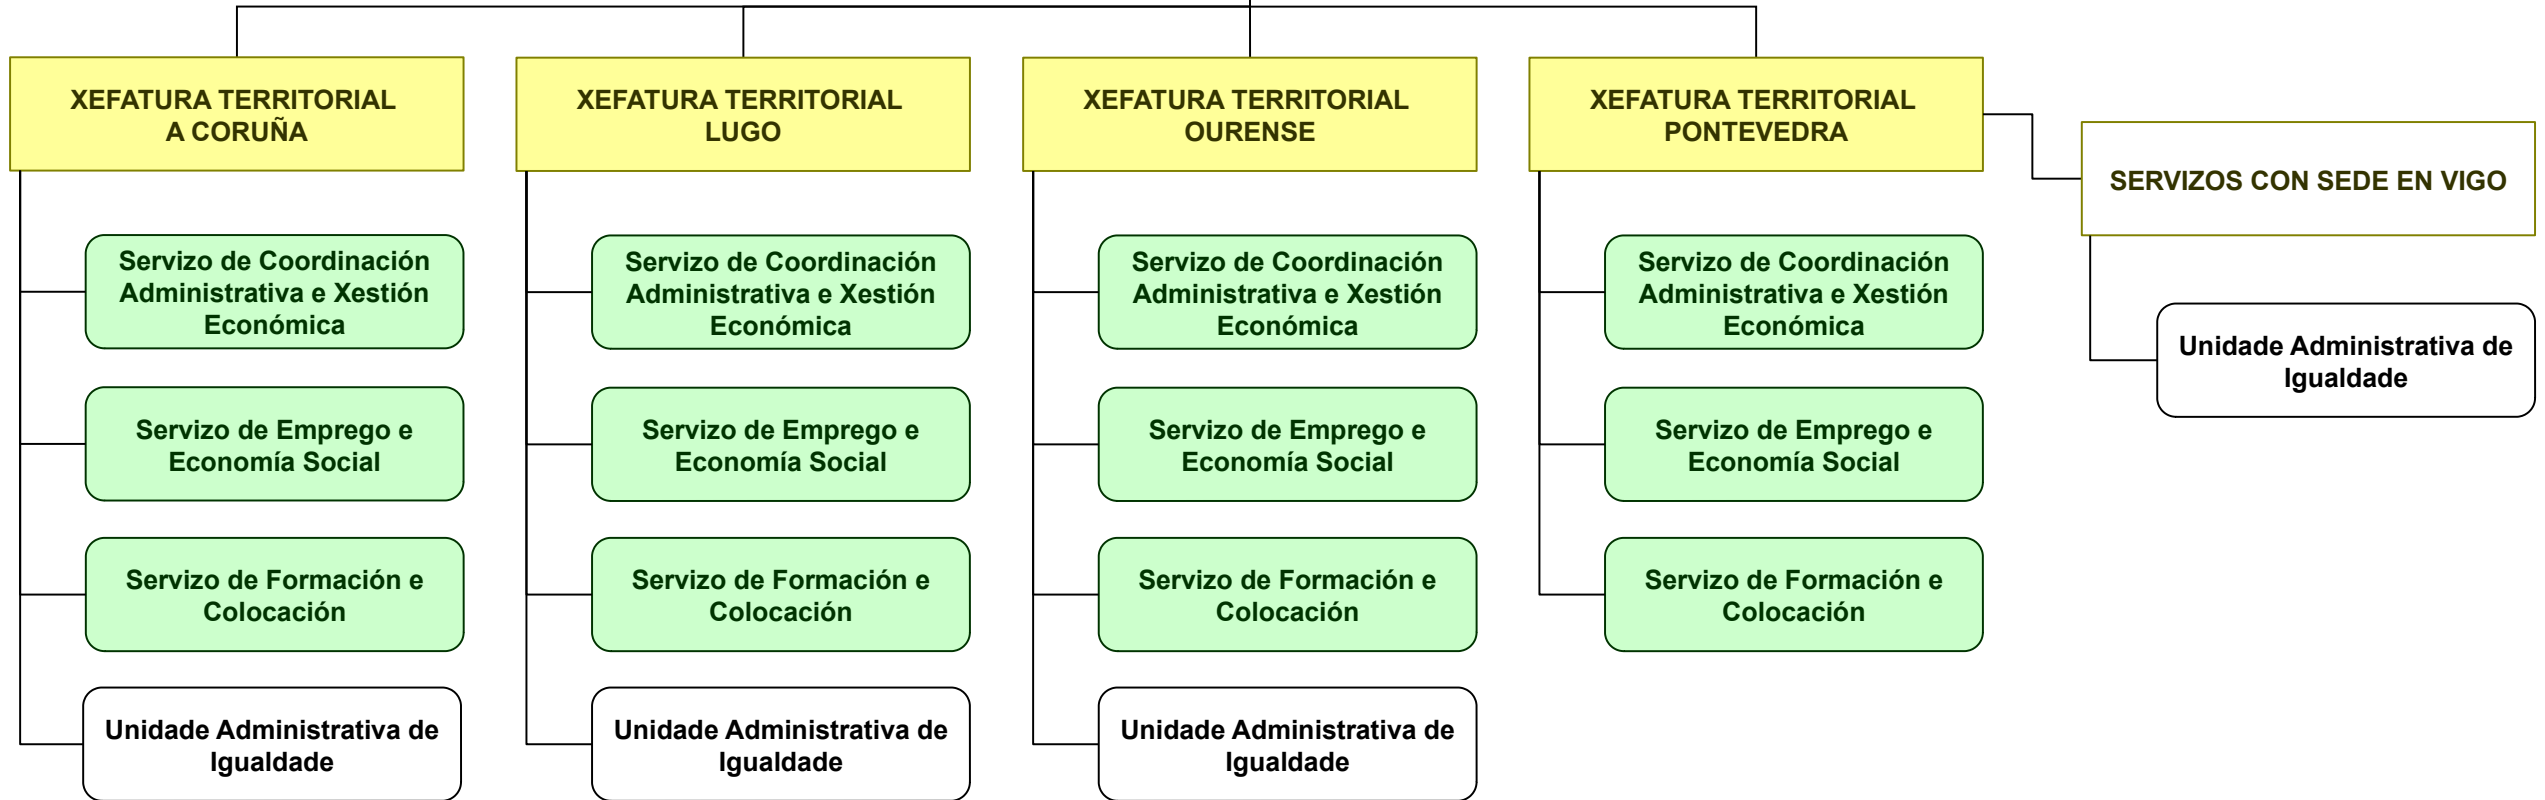 XEFATURA TERRITORIAL
A CORUÑA
Servizo de Coordinación
Administrativa e Xestión
Económica
Servizo de Emprego e
Economía Social
Servizo de Formación e
Colocación
Unidade Administrativa de
Igualdade
XEFATURA TERRITORIAL
LUGO
Servizo de Coordinación
Administrativa e Xestión
Económica
Servizo de Emprego e
Economía Social
Servizo de Formación e
Colocación
Unidade Administrativa de
Igualdade
XEFATURA TERRITORIAL
OURENSE
Servizo de Coordinación
Administrativa e Xestión
Económica
Servizo de Emprego e
Economía Social
Servizo de Formación e
Colocación
Unidade Administrativa de
Igualdade
XEFATURA TERRITORIAL
PONTEVEDRA
Servizo de Coordinación
Administrativa e Xestión
Económica
Servizo de Emprego e
Economía Social
Servizo de Formación e
Colocación
SERVIZOS CON SEDE EN VIGO
Unidade Administrativa de
Igualdade